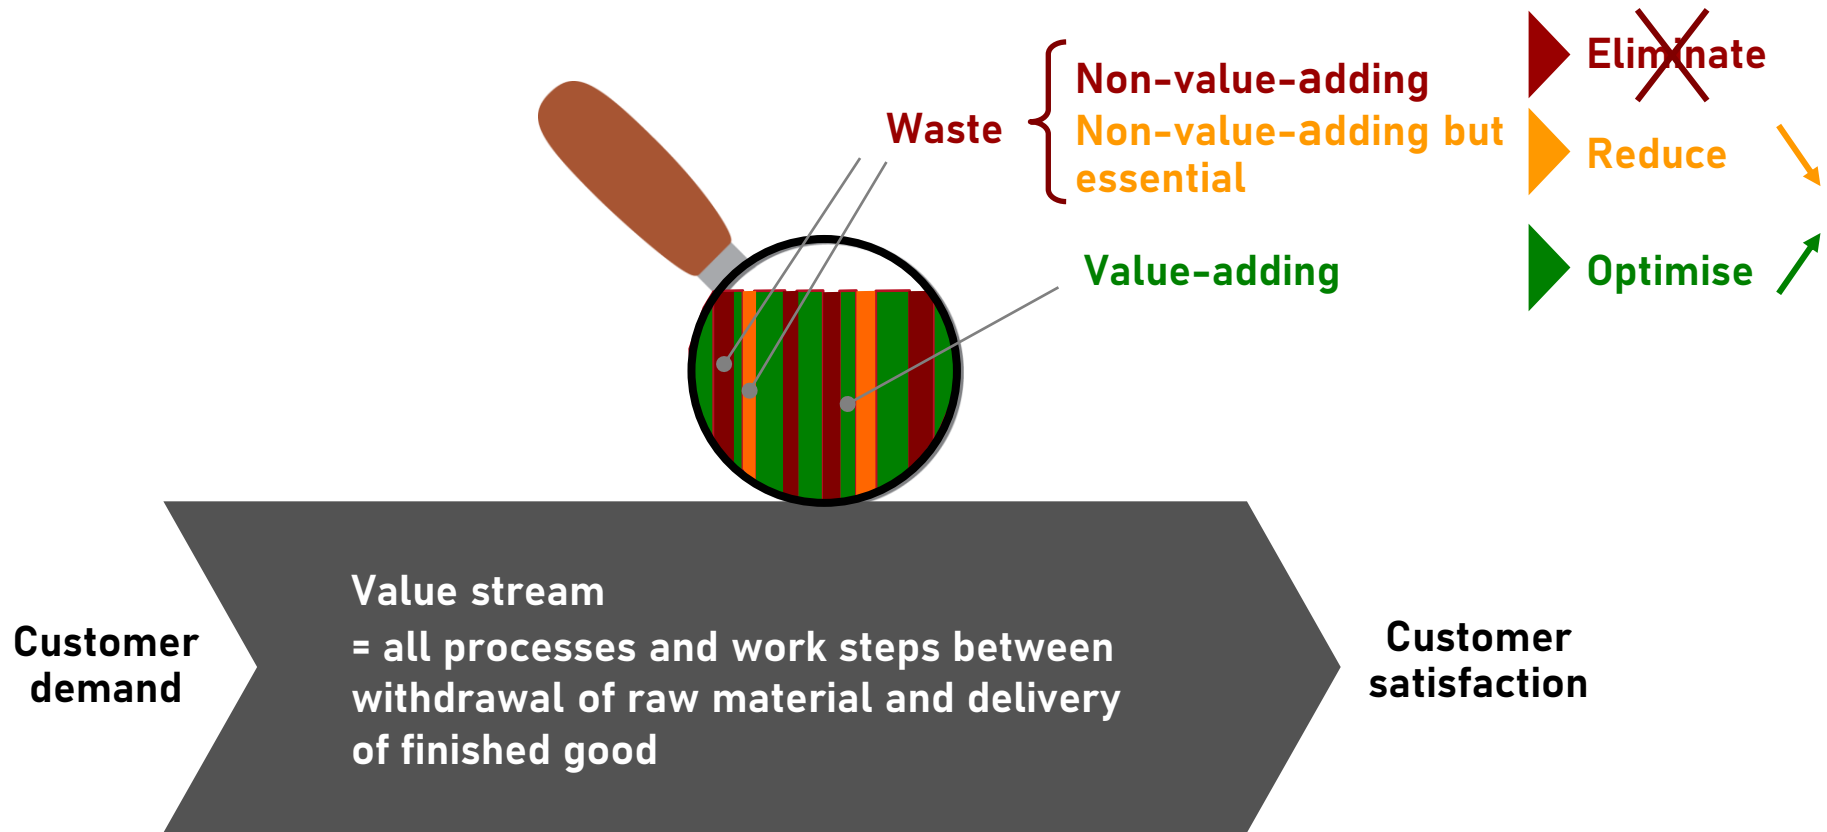 Waste
Non-value-adding
Non-value-adding but
essential
Value-adding
Eliminate
Reduce
Optimise
Customer
demand
Value stream
= all processes and work steps between
withdrawal of raw material and delivery
of finished good
Customer
satisfaction